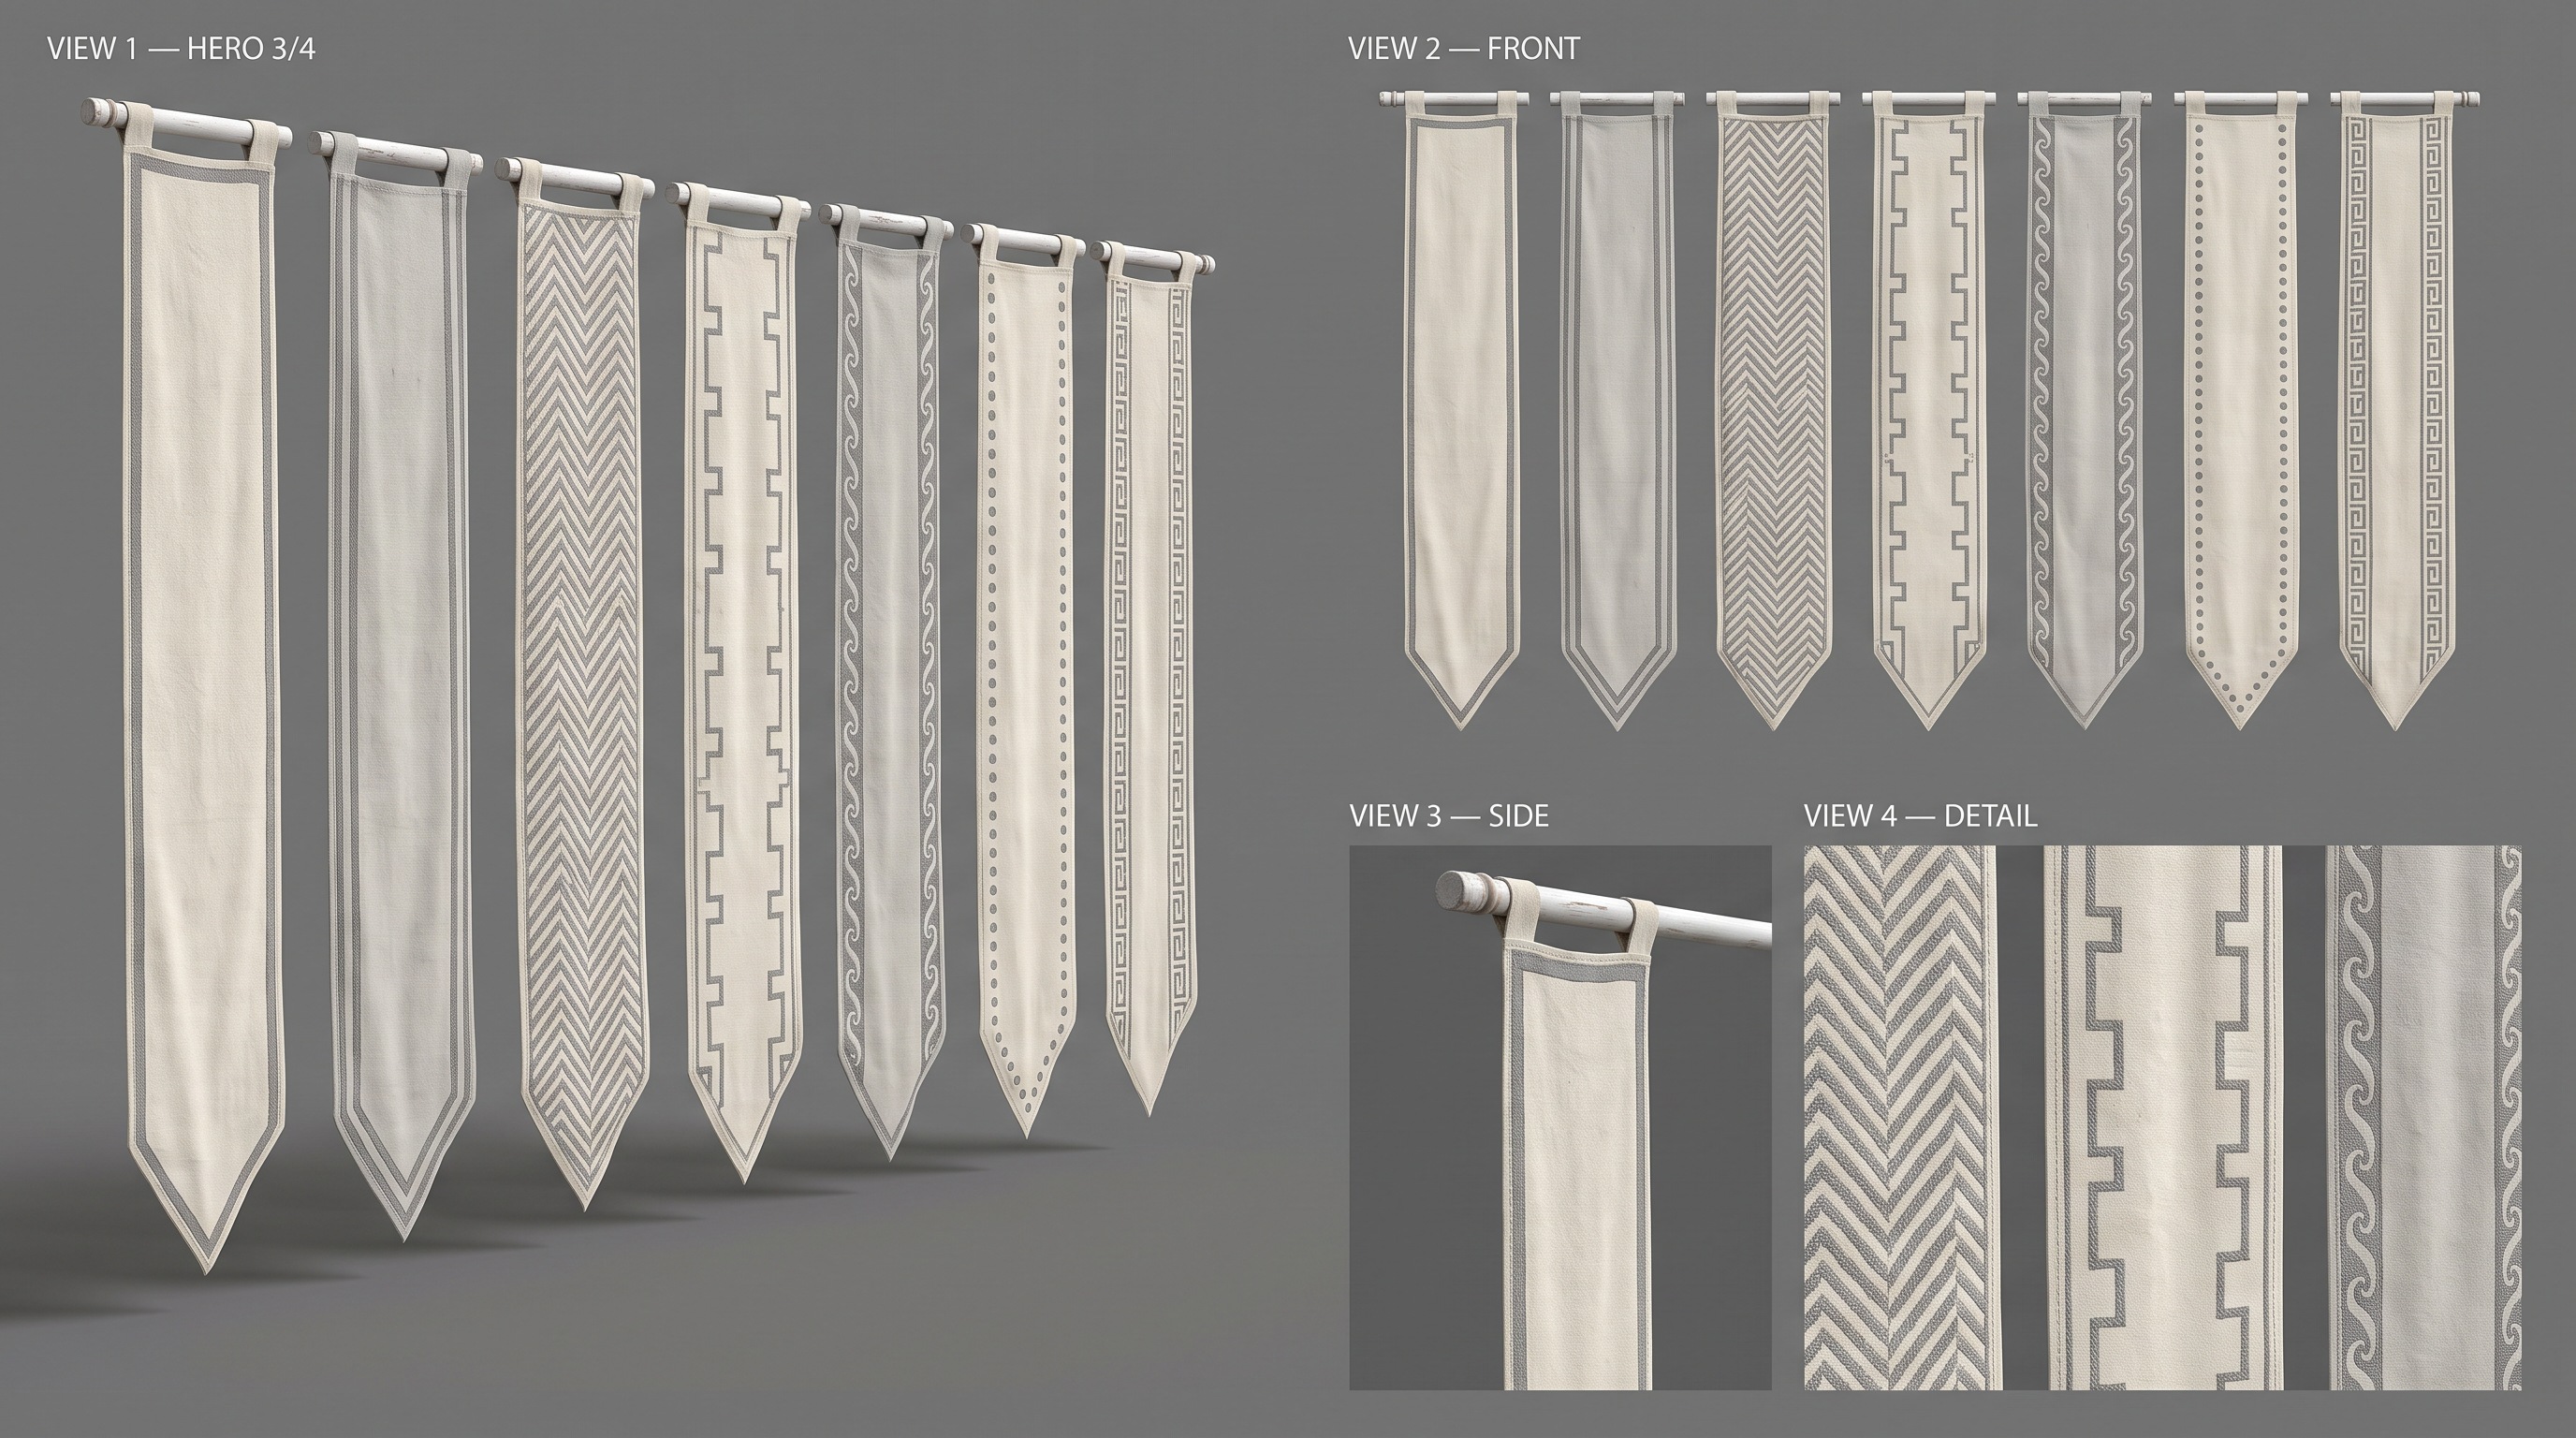 VIEW 1 — HERO 3/4
VIEW 2 — FRONT
VIEW 3 — SIDE
VIEW 4 — DETAIL